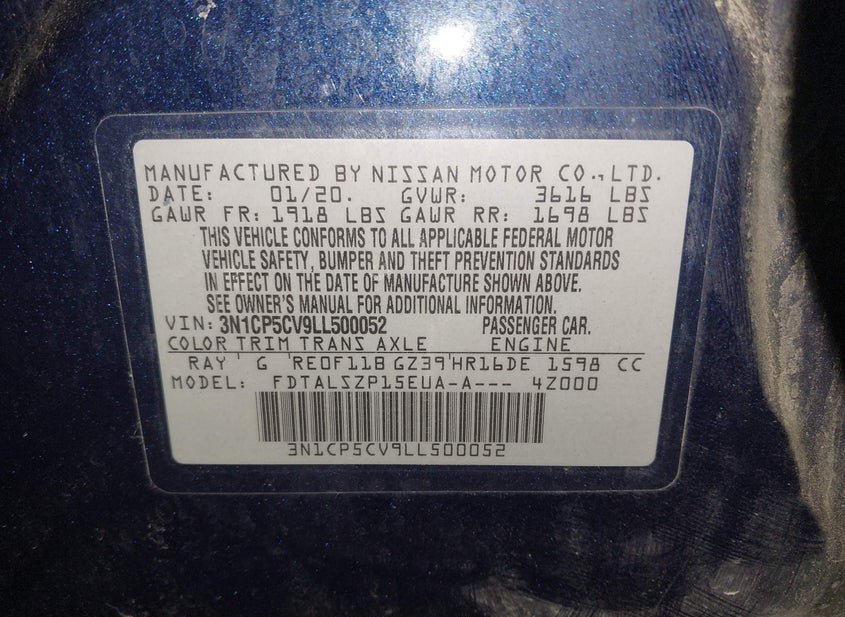 MANUFACTURED BY NISSAN MOTOR CO., LTD.
DATE: 01/20. GVWR: 3616 LBS
GAWR FR: 1918 LBS GAWR RR: 1698 LBS
THIS VEHICLE CONFORMS TO ALL APPLICABLE FEDERAL MOTOR
VEHICLE SAFETY, BUMPER AND THEFT PREVENTION STANDARDS
IN EFFECT ON THE DATE OF MANUFACTURE SHOWN ABOVE.
SEE OWNER'S MANUAL FOR ADDITIONAL INFORMATION.
VIN: 3N1CP5CV9LL500052 PASSENGER CAR.
COLOR TRIM TRANS AXLE ENGINE
RAY G RE0F11B GZ39 HR16DE 1598 CC
MODEL: FDTALSZP15EUA-A--- 4Z000
3N1CP5CV9LL500052